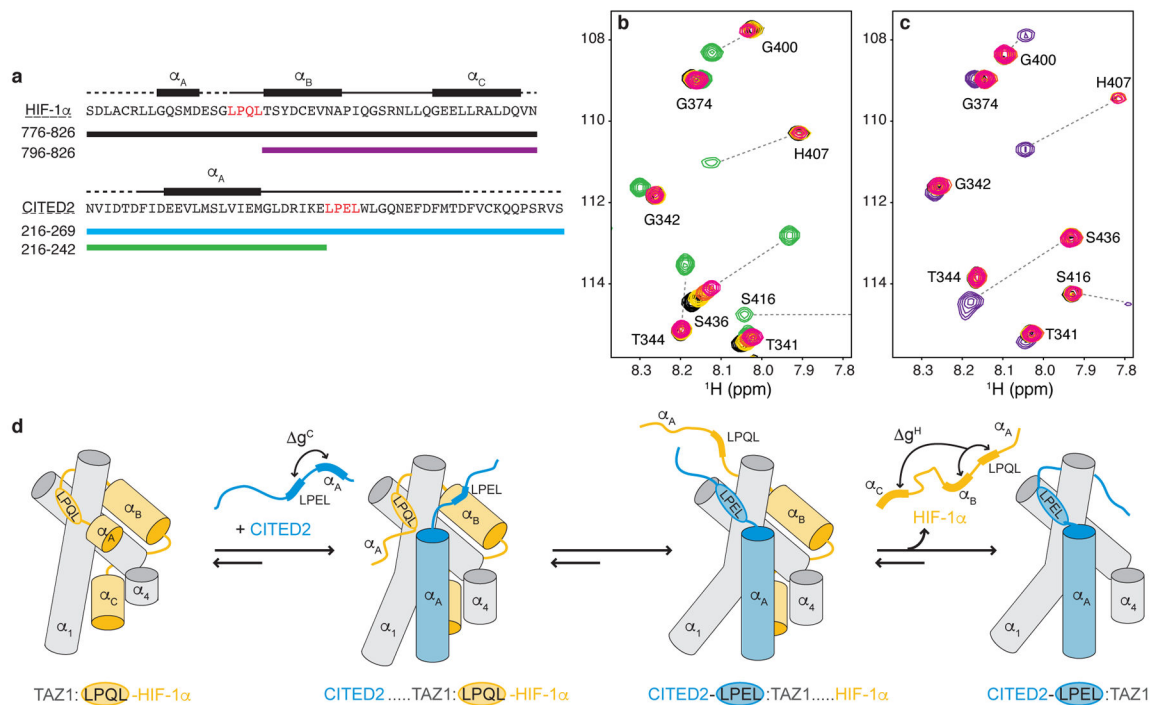 a
αA αB αC
HIF-1α
SDLACRLLGQSMDESGLPQLTSYDCEVNAPIQGSRNLLQGEELLRALDQVN
776-826
796-826
αA
CITED2
NVIDTDFIDEEVLMSLVIEMGLDRIKELPELWLGQNEFDFMTDFVCKQQPSRVS
216-269
216-242
b
108
110
112
114
G400
G374
H407
G342
S436
S416
T344
T341
8.3 8.2 8.1 8.0 7.9 7.8
¹H (ppm)
c
G400
G374
H407
G342
S436
T344
S416
T341
8.3 8.2 8.1 8.0 7.9 7.8
¹H (ppm)
d
LPQL
αB
αA
αC
α4
α1
TAZ1: LPQL -HIF-1α
Δgᶜ
LPEL
αA
+ CITED2
LPQL
LPEL
αB
αA
αA
α4
α1
CITED2.....TAZ1: LPQL -HIF-1α
αA
LPQL
LPEL
αB
αA
α4
α1
CITED2- LPEL :TAZ1.....HIF-1α
Δgᴴ
αA
LPQL
αC
αB
HIF-1α
LPEL
αA
α4
α1
CITED2- LPEL :TAZ1